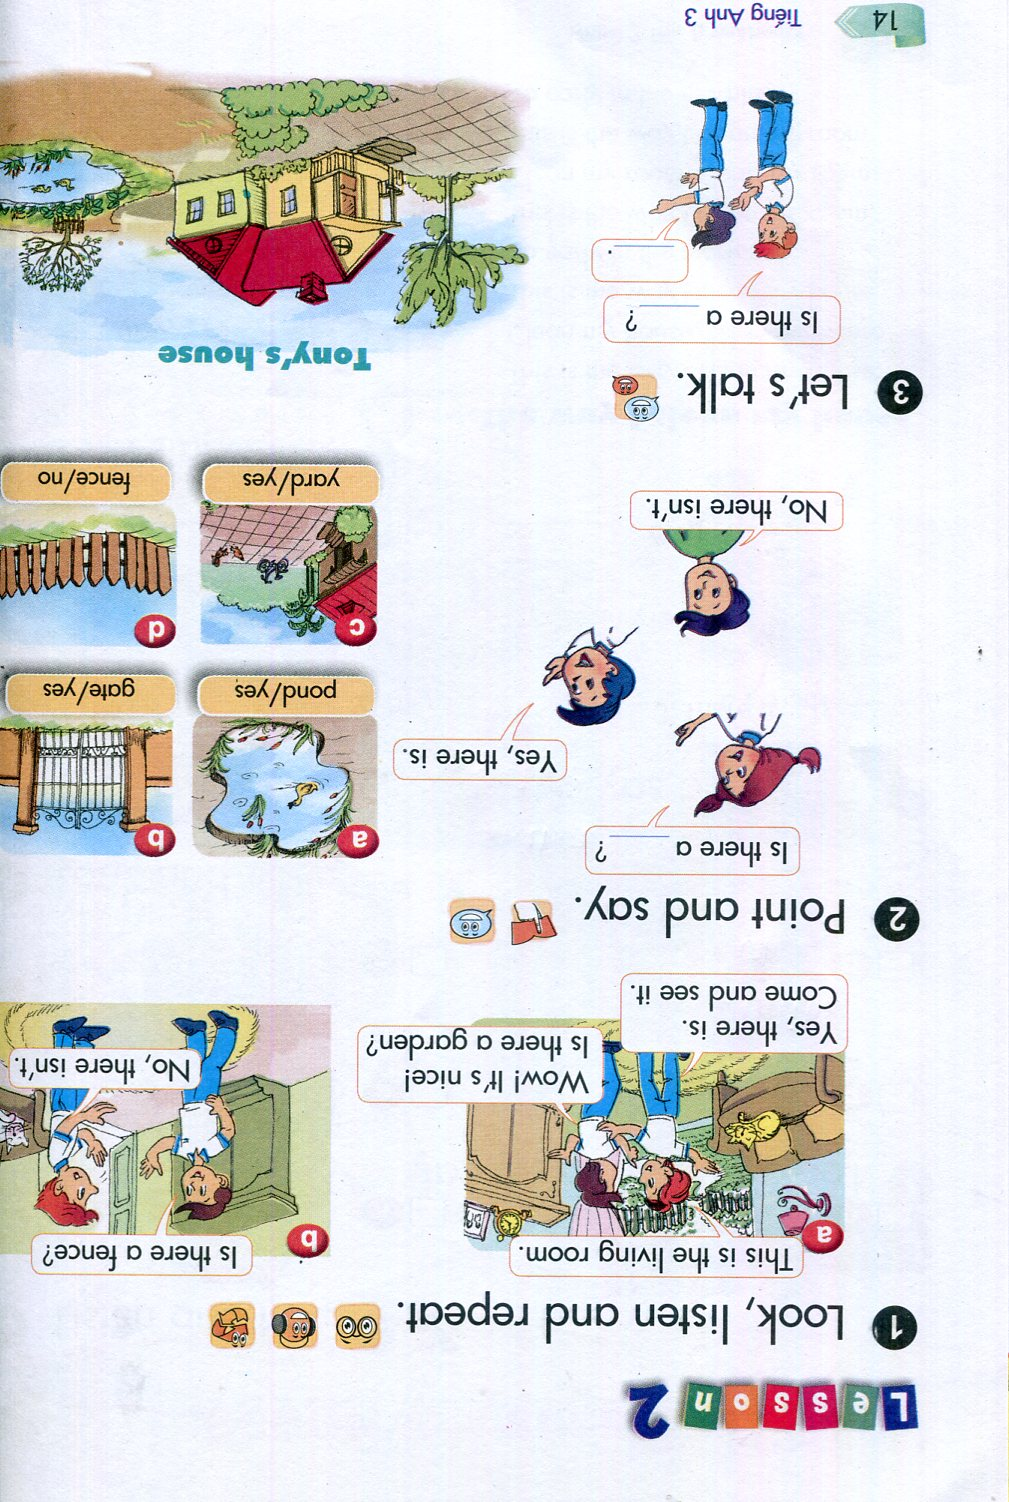 Lesson 2
1 Look, listen and repeat.
a
This is the living room.
Wow! It's nice!
Is there a garden?
Yes, there is.
Come and see it.
b
Is there a fence?
No, there isn't.
2 Point and say.
Is there a ____ ?
Yes, there is.
No, there isn't.
a
pond/yes
b
gate/yes
c
yard/yes
d
fence/no
3 Let's talk.
Is there a ____ ?
____ .
Tony's house
14
Tiếng Anh 3